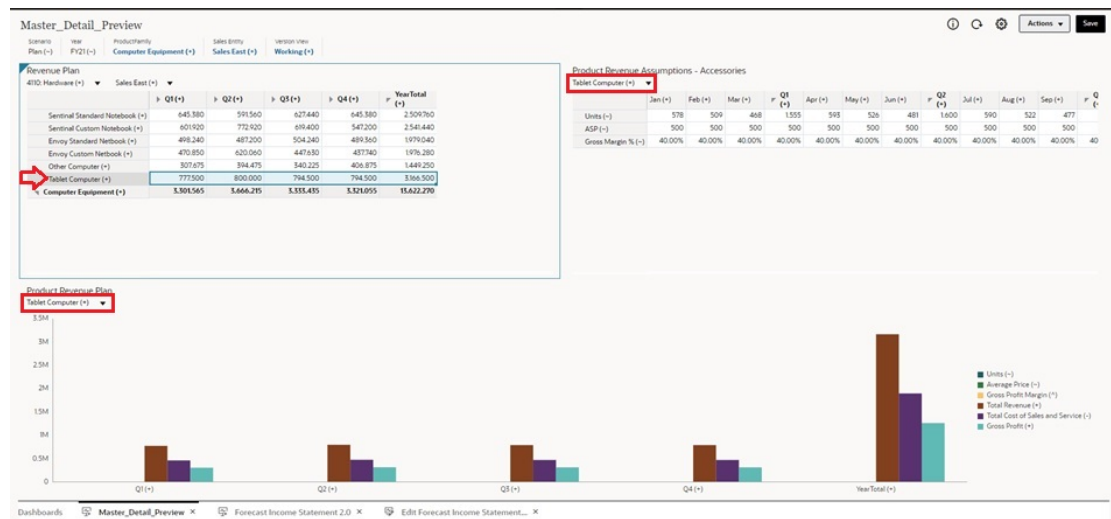 Master_Detail_Preview
Actions
Save
Scenario Year ProductFamily Sales Entity Version View
Plan (~) FY21 (~) Computer Equipment (+) Sales East (+) Working (+)
Revenue Plan
4110: Hardware (+) Sales East (+)
Q1 (+) Q2 (+) Q3 (+) Q4 (+) YearTotal (+)
Sentinal Standard Notebook (+) 645,380 591,560 627,440 645,380 2,509,760
Sentinal Custom Notebook (+) 601,920 772,920 619,400 547,200 2,541,440
Envoy Standard Netbook (+) 498,240 487,200 504,240 489,360 1,979,040
Envoy Custom Netbook (+) 470,850 620,060 447,630 437,740 1,976,280
Other Computer (+) 307,675 394,475 340,225 406,875 1,449,250
Tablet Computer (+) 777,500 800,000 794,500 794,500 3,166,500
Computer Equipment (+) 3,301,565 3,666,215 3,333,435 3,321,055 13,622,270
Product Revenue Assumptions - Accessories
Tablet Computer (+)
Jan (+) Feb (+) Mar (+) Q1 (+) Apr (+) May (+) Jun (+) Q2 (+) Jul (+) Aug (+) Sep (+)
Units (~) 578 509 468 1,555 593 526 481 1,600 590 522 477
ASP (~) 500 500 500 500 500 500 500 500 500 500 500
Gross Margin % (~) 40.00% 40.00% 40.00% 40.00% 40.00% 40.00% 40.00% 40.00% 40.00% 40.00% 40.00% 40
Product Revenue Plan
Tablet Computer (+)
3.5M
3M
2.5M
2M
1.5M
1M
0.5M
0
Q1 (+) Q2 (+) Q3 (+) Q4 (+) YearTotal (+)
Units (~)
Average Price (~)
Gross Profit Margin (^)
Total Revenue (+)
Total Cost of Sales and Service (-)
Gross Profit (+)
Dashboards Master_Detail_Preview × Forecast Income Statement 2.0 × Edit Forecast Income Statement... ×